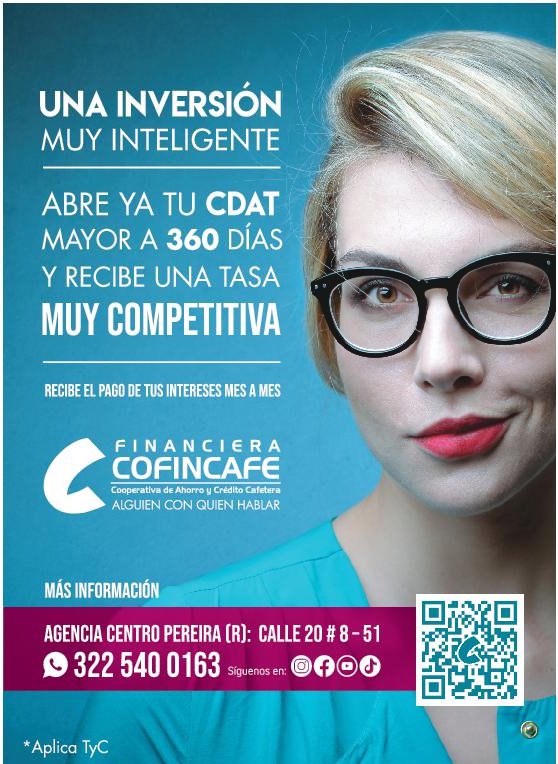 UNA INVERSIÓN
MUY INTELIGENTE
ABRE YA TU CDAT
MAYOR A 360 DÍAS
Y RECIBE UNA TASA
MUY COMPETITIVA
RECIBE EL PAGO DE TUS INTERESES MES A MES
FINANCIERA
COFINCAFE
Cooperativa de Ahorro y Crédito Cafetera
ALGUIEN CON QUIEN HABLAR
MÁS INFORMACIÓN
AGENCIA CENTRO PEREIRA (R): CALLE 20 # 8 – 51
322 540 0163 Síguenos en:
*Aplica TyC